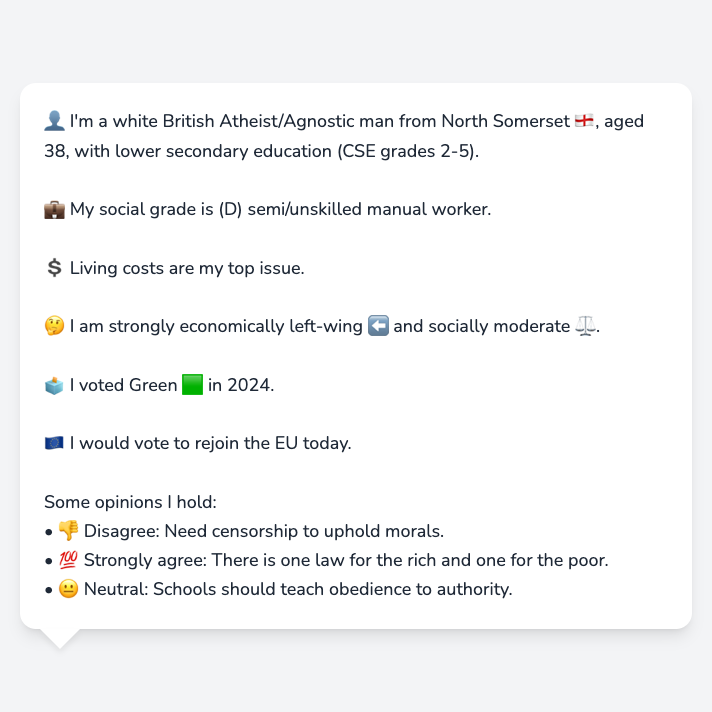 👤 I'm a white British Atheist/Agnostic man from North Somerset 🏴󠁧󠁢󠁥󠁮󠁧󠁿, aged
38, with lower secondary education (CSE grades 2-5).
💼 My social grade is (D) semi/unskilled manual worker.
💲 Living costs are my top issue.
🤔 I am strongly economically left-wing ⬅️ and socially moderate ⚖️.
🗳️ I voted Green 🟩 in 2024.
🇪🇺 I would vote to rejoin the EU today.
Some opinions I hold:
• 👎 Disagree: Need censorship to uphold morals.
• 💯 Strongly agree: There is one law for the rich and one for the poor.
• 😐 Neutral: Schools should teach obedience to authority.